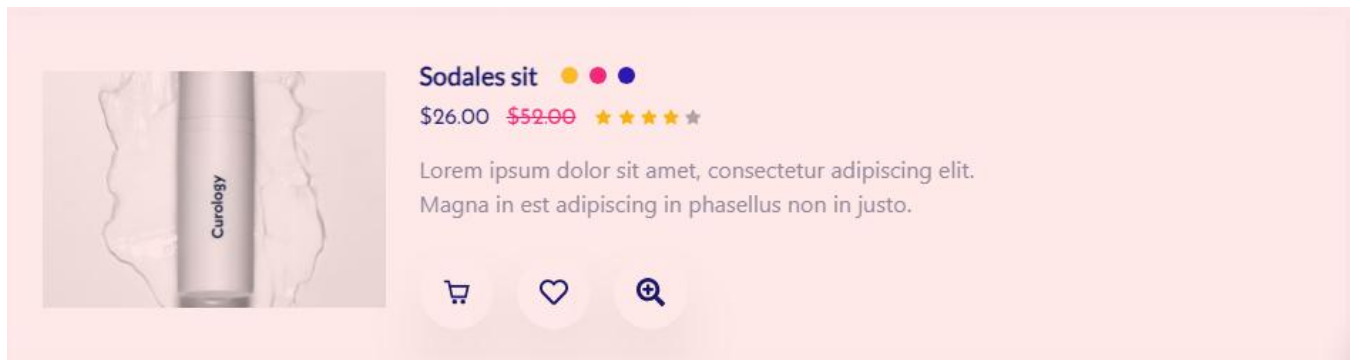 Curology
Sodales sit
$26.00 $52.00
Lorem ipsum dolor sit amet, consectetur adipiscing elit.
Magna in est adipiscing in phasellus non in justo.